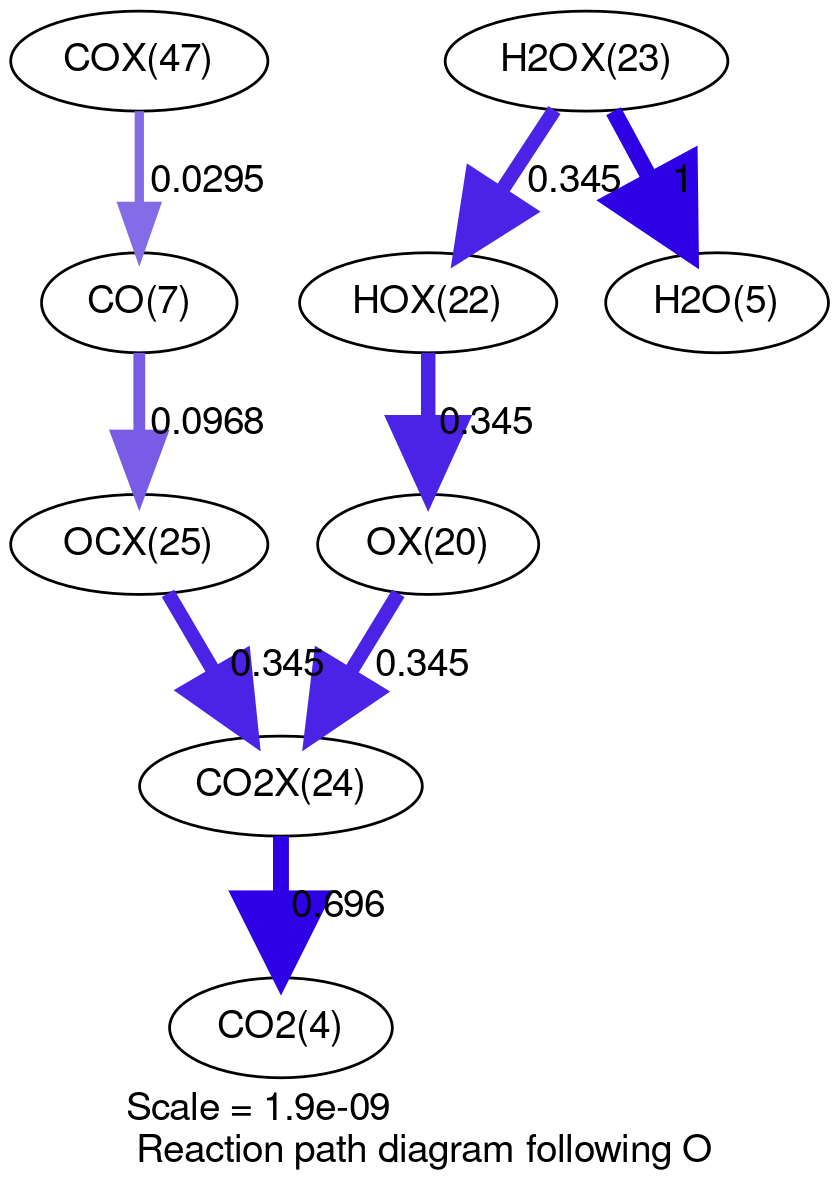 COX(47)
H2OX(23)
0.0295
0.345
1
CO(7)
HOX(22)
H2O(5)
0.0968
0.345
OCX(25)
OX(20)
0.345
0.345
CO2X(24)
0.696
CO2(4)
Scale = 1.9e-09
Reaction path diagram following O